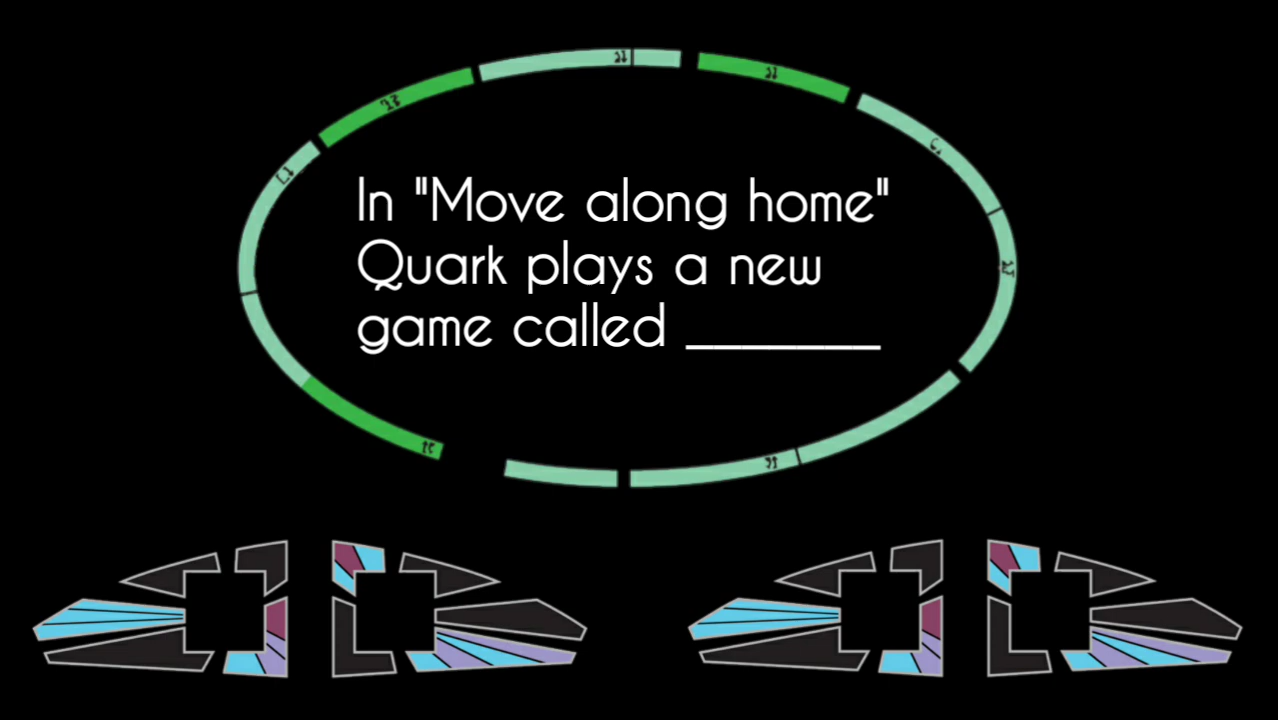 In "Move along home"
Quark plays a new
game called _______